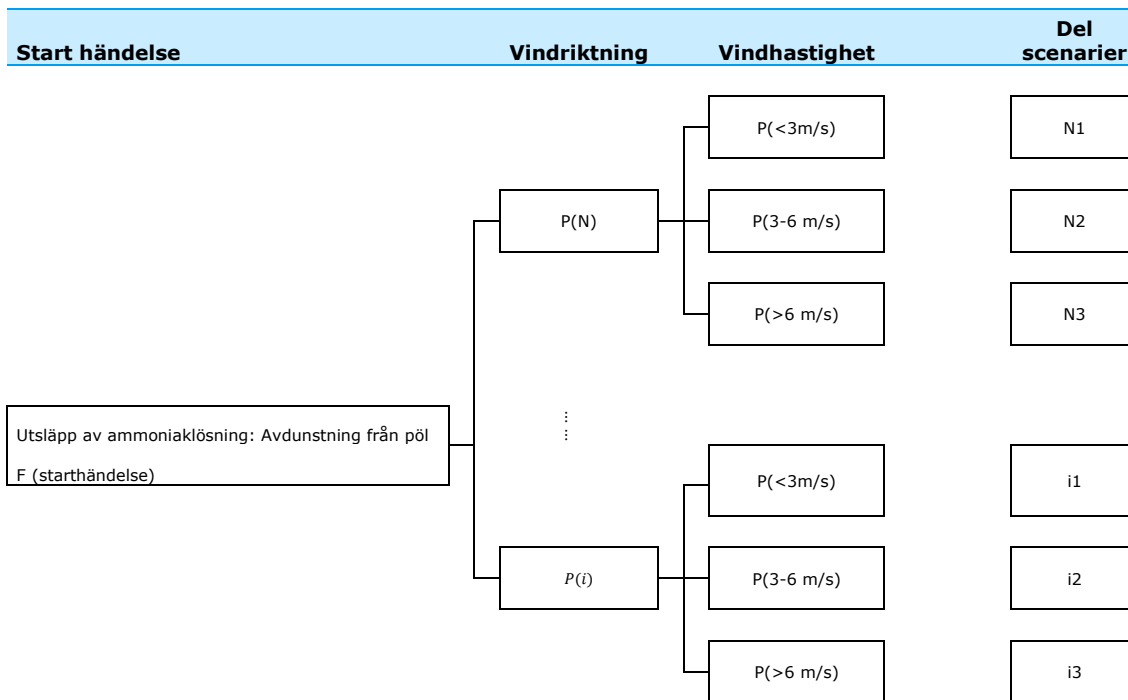 Start händelse
Vindriktning
Vindhastighet
Del
scenarier
P(<3m/s)
N1
P(N)
P(3-6 m/s)
N2
P(>6 m/s)
N3
Utsläpp av ammoniaklösning: Avdunstning från pöl
F (starthändelse)
P(<3m/s)
i1
P(i)
P(3-6 m/s)
i2
P(>6 m/s)
i3